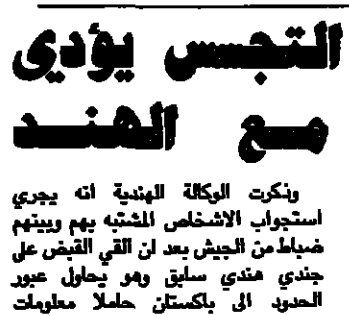 التجسس يؤدي
مع الهند
وذكرت الوكالة الهندية انه يجري
استجواب الاشخاص المشتبه بهم وبينهم
ضباط من الجيش بعد ان القي القبض على
جندي هندي سابق وهو يحاول عبور
الحدود الى باكستان حاملا معلومات